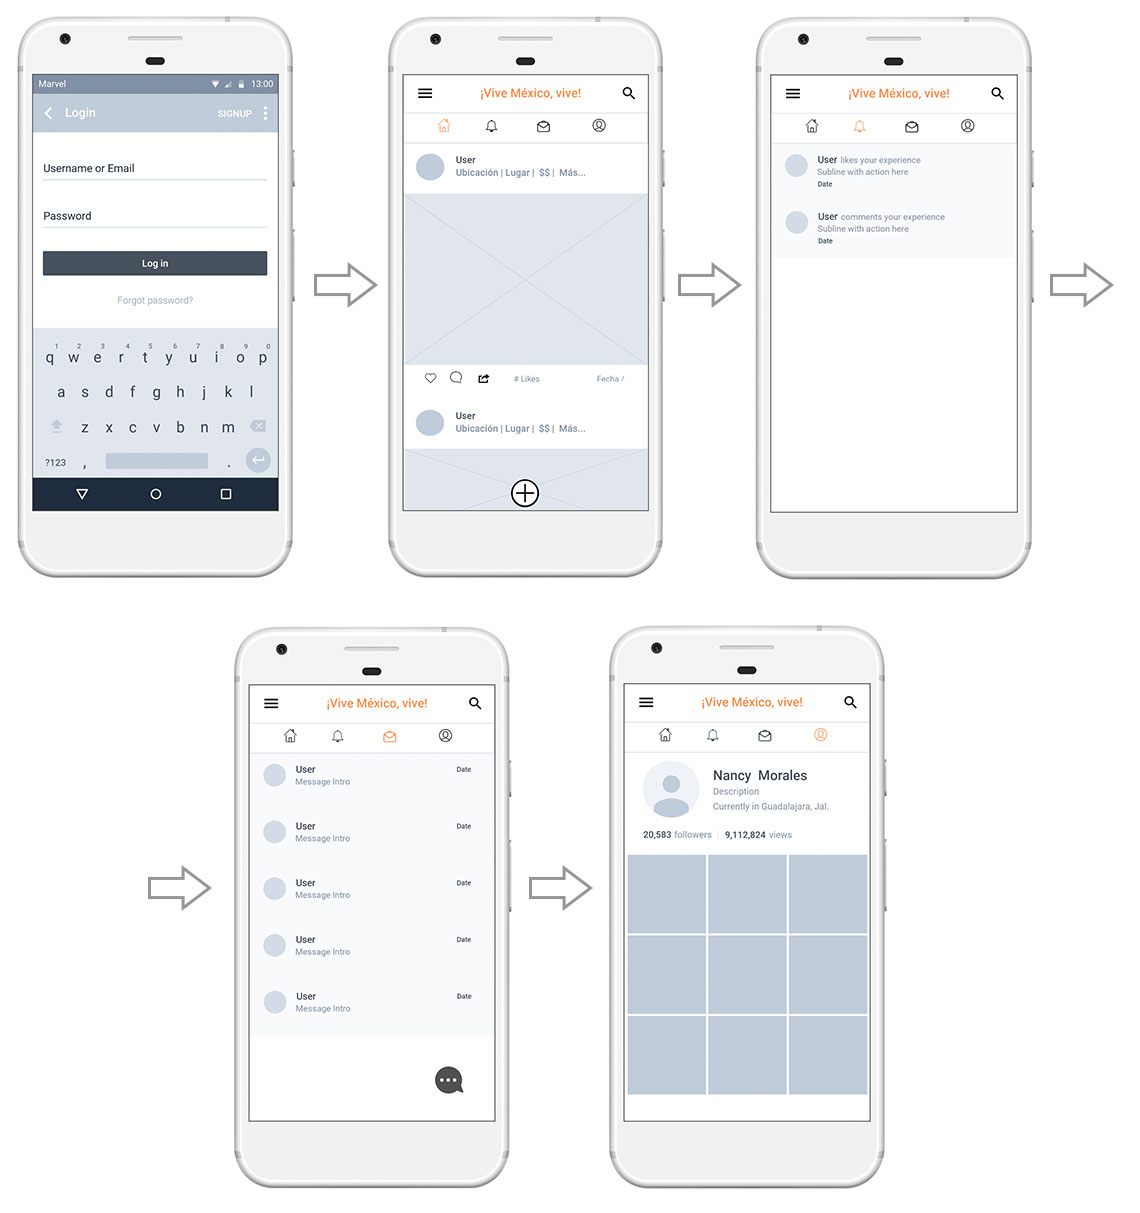 Marvel 13:00
Login SIGNUP
Username or Email
Password
Log in
Forgot password?
1 2 3 4 5 6 7 8 9 0
q w e r t y u i o p
a s d f g h j k l
z x c v b n m
?123 , .
¡Vive México, vive!
User
Ubicación | Lugar | $$ | Más...
# Likes Fecha /
User
Ubicación | Lugar | $$ | Más...
¡Vive México, vive!
User likes your experience
Subline with action here
Date
User comments your experience
Subline with action here
Date
¡Vive México, vive!
User Date
Message Intro
User Date
Message Intro
User Date
Message Intro
User Date
Message Intro
User Date
Message Intro
¡Vive México, vive!
Nancy Morales
Description
Currently in Guadalajara, Jal.
20,583 followers | 9,112,824 views